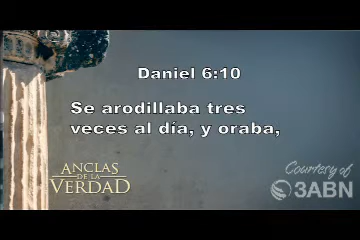 Daniel 6:10
Se arodillaba tres
veces al día, y oraba,
ANCLAS
DE LA
VERDAD
Courtesy of
3ABN